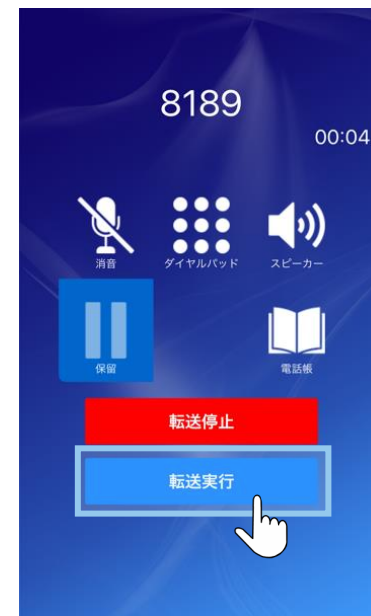 8189
00:04
消音
ダイヤルパッド
スピーカー
保留
電話帳
転送停止
転送実行